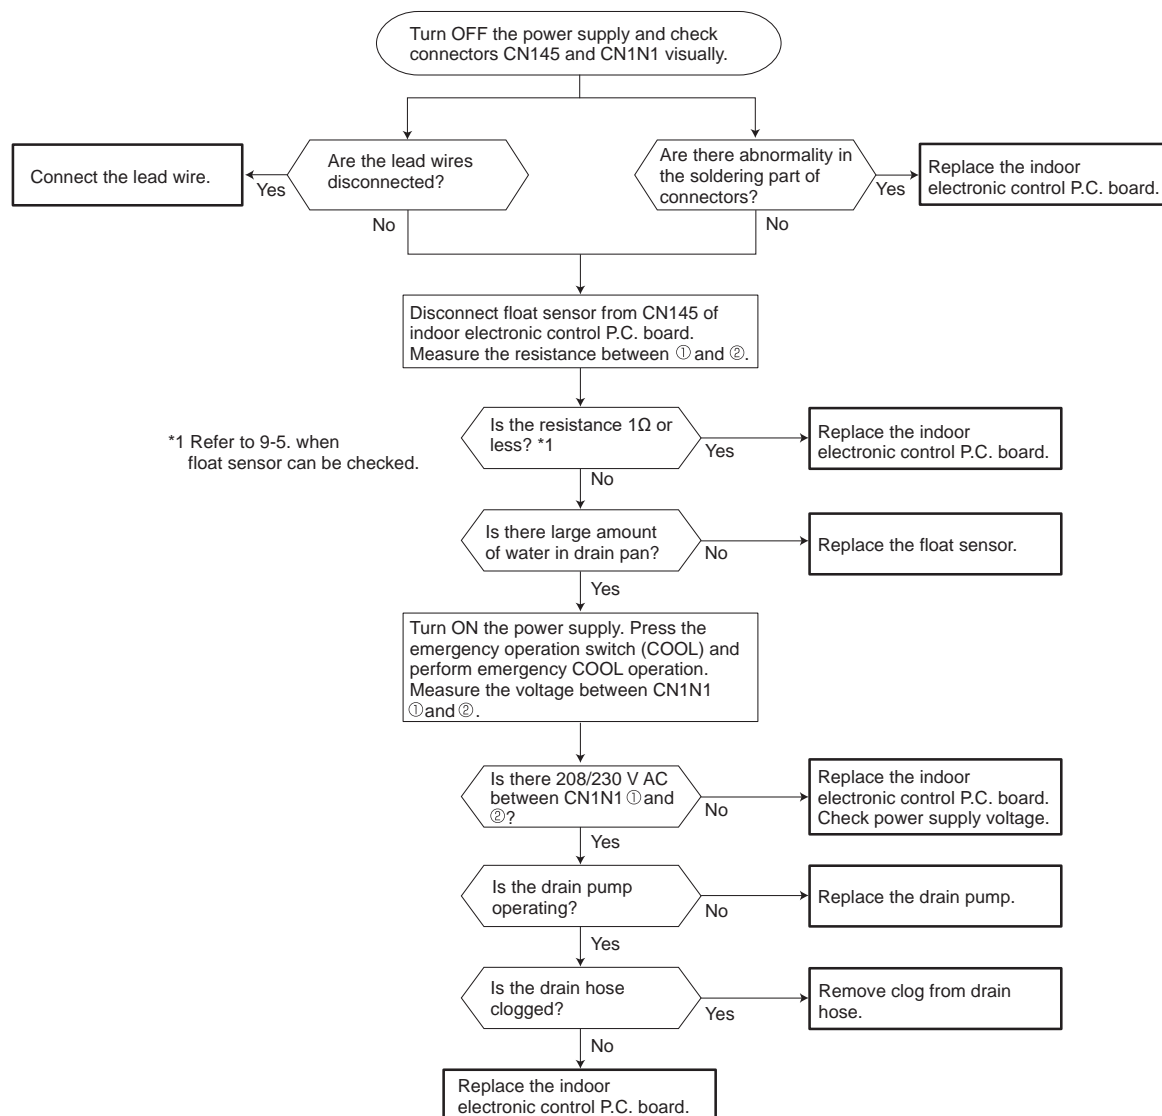 Turn OFF the power supply and check
connectors CN145 and CN1N1 visually.
Are the lead wires
disconnected?
Yes
Connect the lead wire.
No
Are there abnormality in
the soldering part of
connectors?
Yes
Replace the indoor
electronic control P.C. board.
No
Disconnect float sensor from CN145 of
indoor electronic control P.C. board.
Measure the resistance between ① and ②.
*1 Refer to 9-5. when
float sensor can be checked.
Is the resistance 1Ω or
less? *1
Yes
Replace the indoor
electronic control P.C. board.
No
Is there large amount
of water in drain pan?
No
Replace the float sensor.
Yes
Turn ON the power supply. Press the
emergency operation switch (COOL) and
perform emergency COOL operation.
Measure the voltage between CN1N1
① and ②.
Is there 208/230 V AC
between CN1N1 ① and
②?
No
Replace the indoor
electronic control P.C. board.
Check power supply voltage.
Yes
Is the drain pump
operating?
No
Replace the drain pump.
Yes
Is the drain hose
clogged?
Yes
Remove clog from drain
hose.
No
Replace the indoor
electronic control P.C. board.